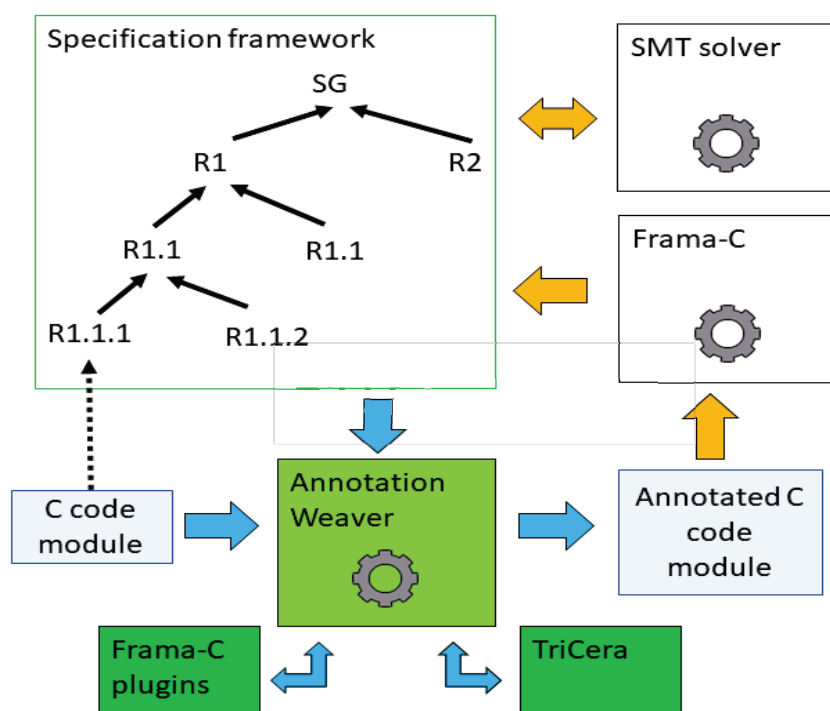 Specification framework
SG
R1
R2
R1.1
R1.1
R1.1.1
R1.1.2
SMT solver
Frama-C
C code
module
Annotation
Weaver
Annotated C
code
module
Frama-C
plugins
TriCera